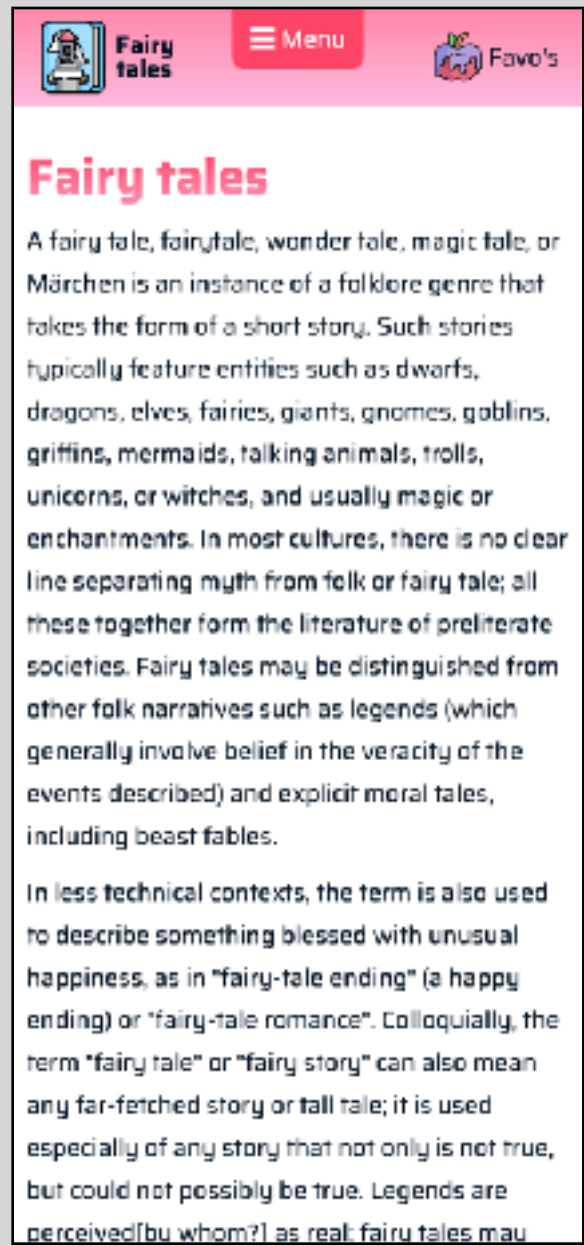 Fairy
tales
Menu
Favo's
Fairy tales
A fairy tale, fairytale, wonder tale, magic tale, or
Märchen is an instance of a folklore genre that
takes the form of a short story. Such stories
typically feature entities such as dwarfs,
dragons, elves, fairies, giants, gnomes, goblins,
griffins, mermaids, talking animals, trolls,
unicorns, or witches, and usually magic or
enchantments. In most cultures, there is no clear
line separating myth from folk or fairy tale; all
these together form the literature of preliterate
societies. Fairy tales may be distinguished from
other folk narratives such as legends (which
generally involve belief in the veracity of the
events described) and explicit moral tales,
including beast fables.
In less technical contexts, the term is also used
to describe something blessed with unusual
happiness, as in "fairy-tale ending" (a happy
ending) or "fairy-tale romance". Colloquially, the
term "fairy tale" or "fairy story" can also mean
any far-fetched story or tall tale; it is used
especially of any story that not only is not true,
but could not possibly be true. Legends are
perceived[by whom?] as real; fairy tales may